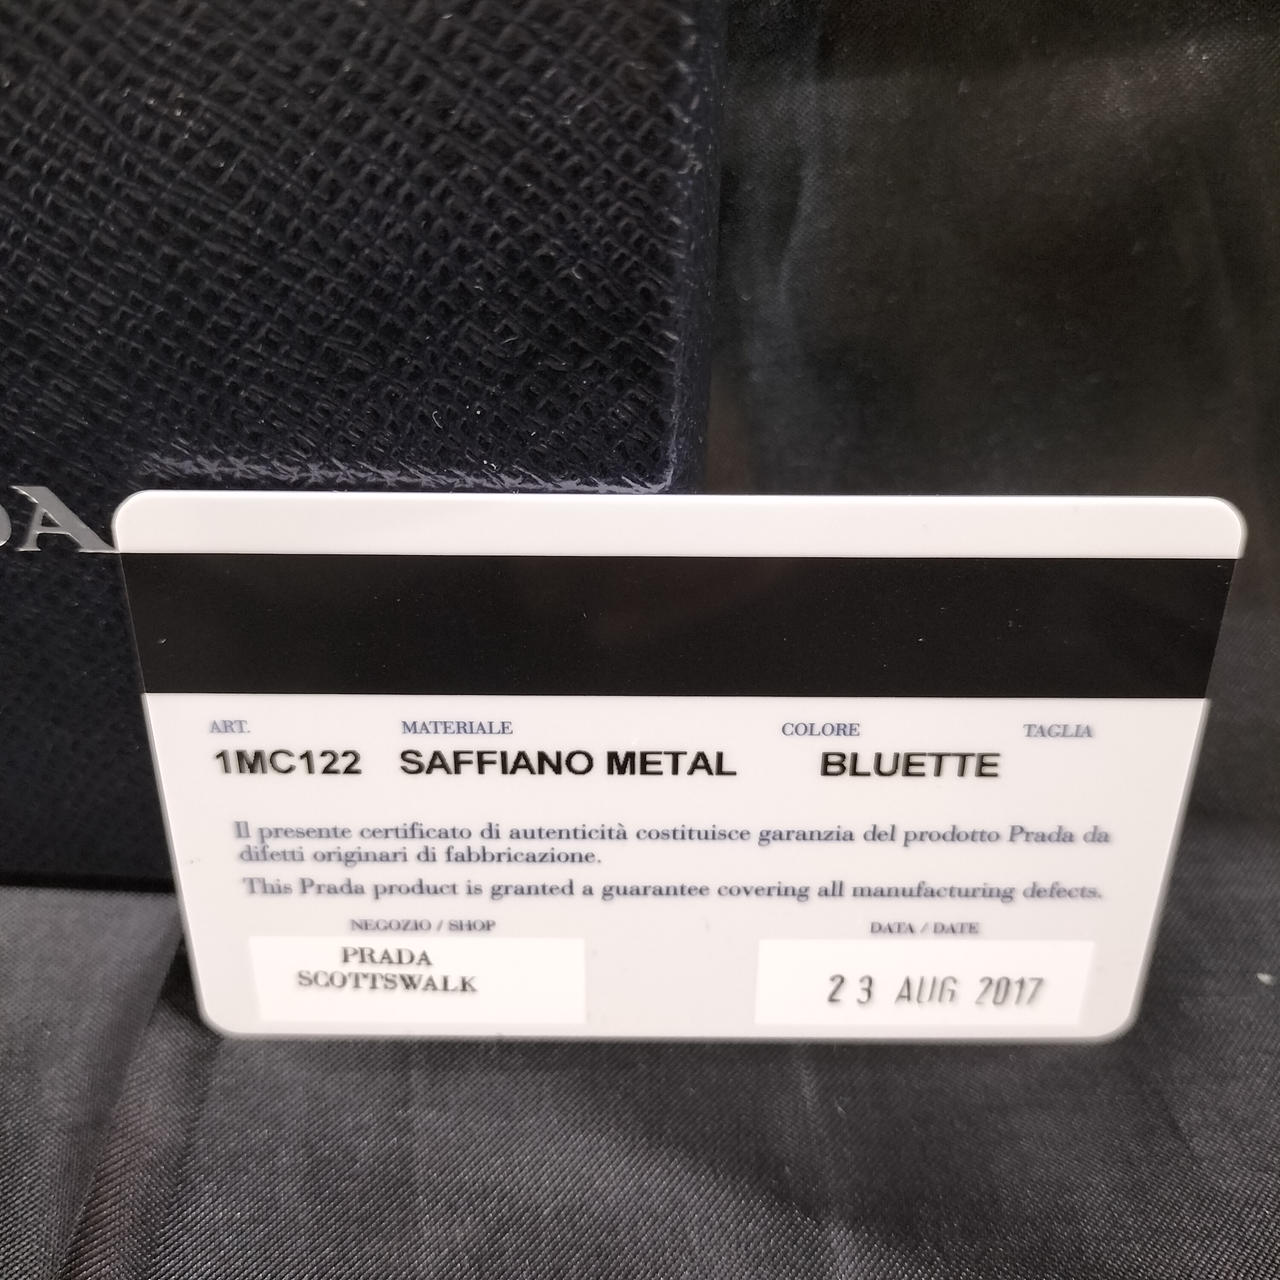 DA
ART. MATERIALE COLORE TAGLIA
1MC122 SAFFIANO METAL BLUETTE
Il presente certificato di autenticità costituisce garanzia del prodotto Prada da
difetti originari di fabbricazione.
This Prada product is granted a guarantee covering all manufacturing defects.
NEGOZIO / SHOP DATA / DATE
PRADA
SCOTTSWALK
23 AUG 2017